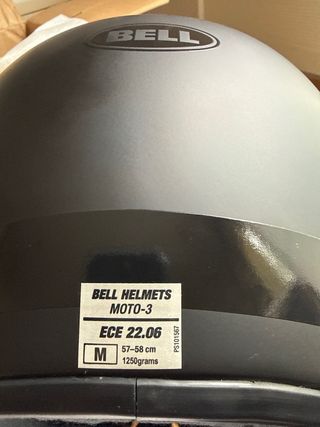 BELL
BELL HELMETS
MOTO-3
ECE 22.06
M
57-58 cm
1250grams
PS101567